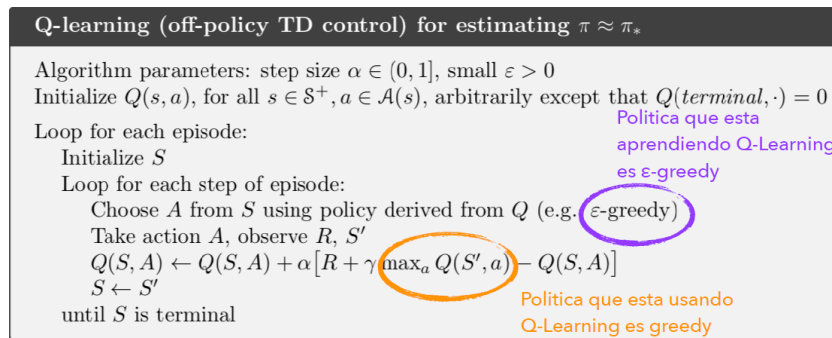 Q-learning (off-policy TD control) for estimating π ≈ π*
Algorithm parameters: step size α ∈ (0, 1], small ε > 0
Initialize Q(s, a), for all s ∈ S⁺, a ∈ A(s), arbitrarily except that Q(terminal, ·) = 0
Politica que esta
aprendiendo Q-Learning
es ε-greedy
Loop for each episode:
Initialize S
Loop for each step of episode:
Choose A from S using policy derived from Q (e.g. ε-greedy)
Take action A, observe R, S′
Q(S, A) ← Q(S, A) + α[R + γ maxₐ Q(S′, a) − Q(S, A)]
S ← S′
until S is terminal
Politica que esta usando
Q-Learning es greedy